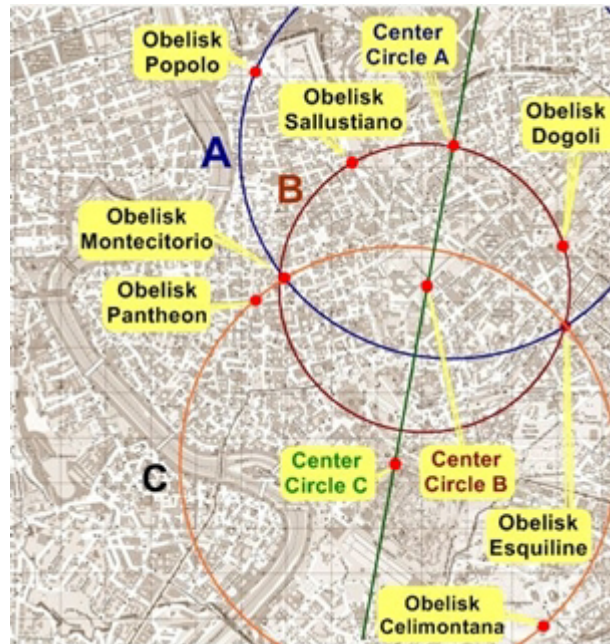 Obelisk
Popolo
Center
Circle A
Obelisk
Sallustiano
Obelisk
Dogoli
A
B
Obelisk
Montecitorio
Obelisk
Pantheon
C
Center
Circle C
Center
Circle B
Obelisk
Esquiline
Obelisk
Celimontana